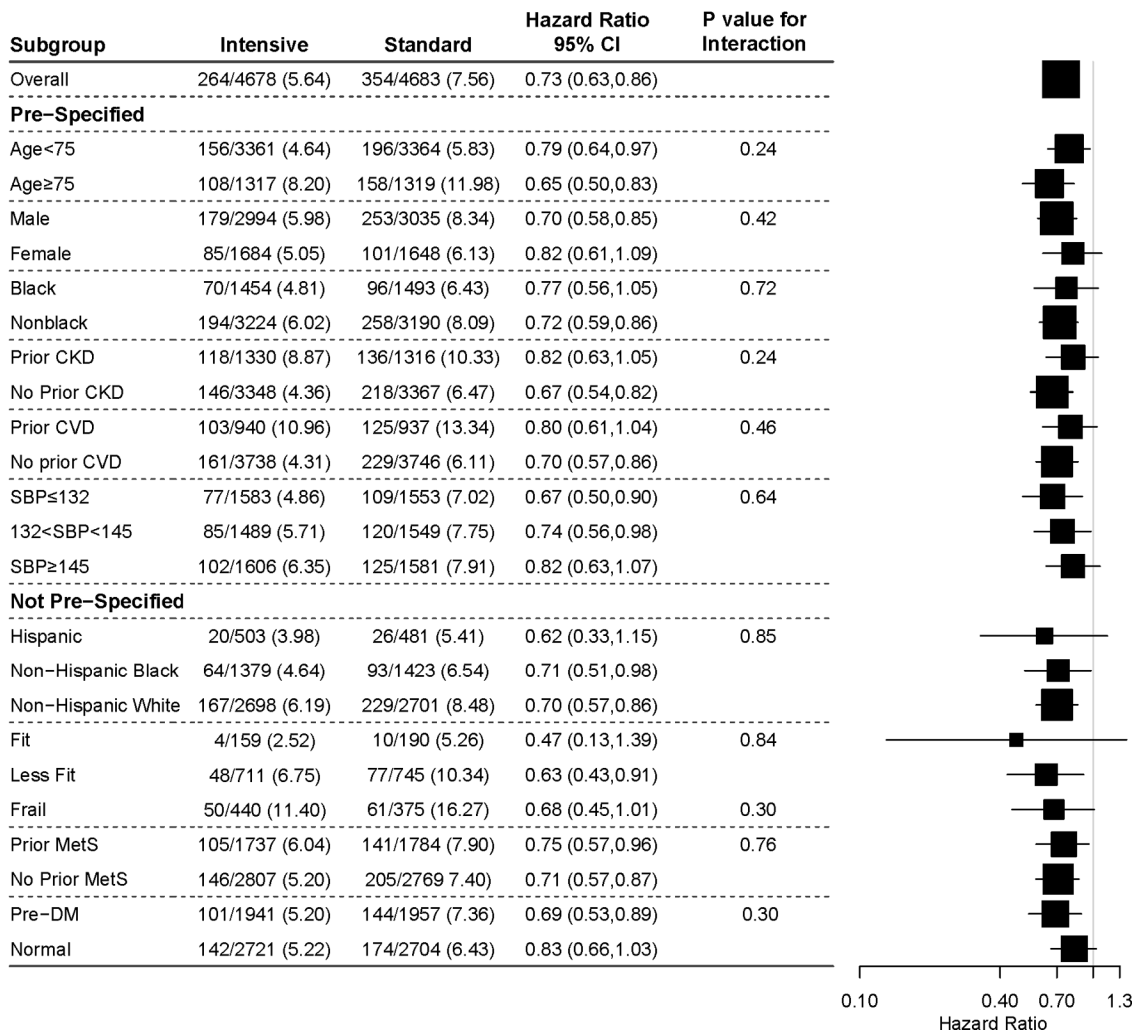 Subgroup Intensive Standard Hazard Ratio 95% CI P value for Interaction
Overall 264/4678 (5.64) 354/4683 (7.56) 0.73 (0.63,0.86)
Pre−Specified
Age<75 156/3361 (4.64) 196/3364 (5.83) 0.79 (0.64,0.97) 0.24
Age≥75 108/1317 (8.20) 158/1319 (11.98) 0.65 (0.50,0.83)
Male 179/2994 (5.98) 253/3035 (8.34) 0.70 (0.58,0.85) 0.42
Female 85/1684 (5.05) 101/1648 (6.13) 0.82 (0.61,1.09)
Black 70/1454 (4.81) 96/1493 (6.43) 0.77 (0.56,1.05) 0.72
Nonblack 194/3224 (6.02) 258/3190 (8.09) 0.72 (0.59,0.86)
Prior CKD 118/1330 (8.87) 136/1316 (10.33) 0.82 (0.63,1.05) 0.24
No Prior CKD 146/3348 (4.36) 218/3367 (6.47) 0.67 (0.54,0.82)
Prior CVD 103/940 (10.96) 125/937 (13.34) 0.80 (0.61,1.04) 0.46
No prior CVD 161/3738 (4.31) 229/3746 (6.11) 0.70 (0.57,0.86)
SBP≤132 77/1583 (4.86) 109/1553 (7.02) 0.67 (0.50,0.90) 0.64
132<SBP<145 85/1489 (5.71) 120/1549 (7.75) 0.74 (0.56,0.98)
SBP≥145 102/1606 (6.35) 125/1581 (7.91) 0.82 (0.63,1.07)
Not Pre−Specified
Hispanic 20/503 (3.98) 26/481 (5.41) 0.62 (0.33,1.15) 0.85
Non−Hispanic Black 64/1379 (4.64) 93/1423 (6.54) 0.71 (0.51,0.98)
Non−Hispanic White 167/2698 (6.19) 229/2701 (8.48) 0.70 (0.57,0.86)
Fit 4/159 (2.52) 10/190 (5.26) 0.47 (0.13,1.39) 0.84
Less Fit 48/711 (6.75) 77/745 (10.34) 0.63 (0.43,0.91)
Frail 50/440 (11.40) 61/375 (16.27) 0.68 (0.45,1.01) 0.30
Prior MetS 105/1737 (6.04) 141/1784 (7.90) 0.75 (0.57,0.96) 0.76
No Prior MetS 146/2807 (5.20) 205/2769 7.40) 0.71 (0.57,0.87)
Pre−DM 101/1941 (5.20) 144/1957 (7.36) 0.69 (0.53,0.89) 0.30
Normal 142/2721 (5.22) 174/2704 (6.43) 0.83 (0.66,1.03)
0.10 0.40 0.70 1.3
Hazard Ratio